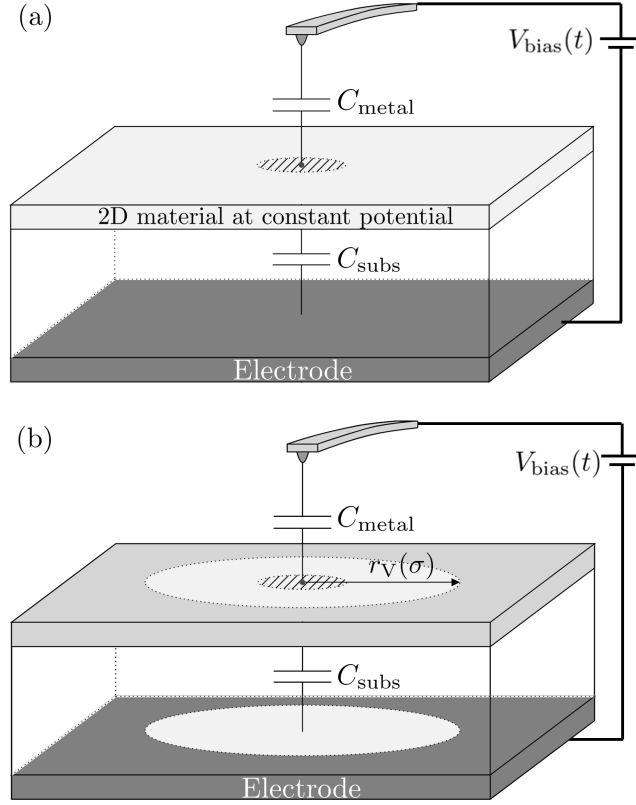 (a)
V_bias(t)
C_metal
2D material at constant potential
C_subs
Electrode
(b)
V_bias(t)
C_metal
r_V(σ)
C_subs
Electrode